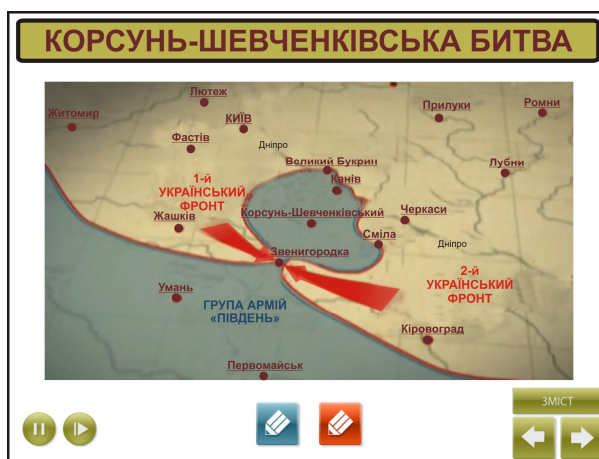 КОРСУНЬ-ШЕВЧЕНКІВСЬКА БИТВА
Лютеж
Житомир
КИЇВ
Прилуки
Ромни
Фастів
Дніпро
Великий Букрин
Лубни
1-й
УКРАЇНСЬКИЙ
ФРОНТ
Канів
Жашків
Корсунь-Шевченківський
Черкаси
Сміла
Дніпро
Звенигородка
2-й
УКРАЇНСЬКИЙ
ФРОНТ
Умань
ГРУПА АРМІЙ
«ПІВДЕНЬ»
Кіровоград
Первомайськ
ЗМІСТ